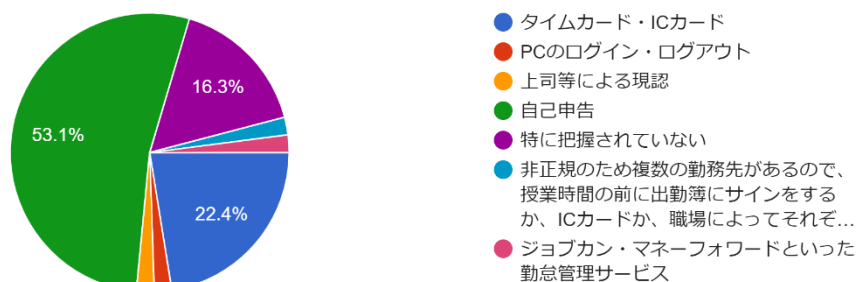 53.1%
16.3%
22.4%
タイムカード・ICカード
PCのログイン・ログアウト
上司等による現認
自己申告
特に把握されていない
非正規のため複数の勤務先があるので、
授業時間の前に出勤簿にサインをする
か、ICカードか、職場によってそれぞ…
ジョブカン・マネーフォワードといった
勤怠管理サービス